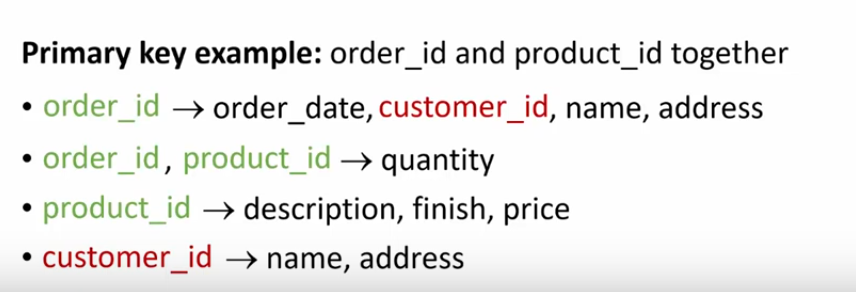 Primary key example: order_id and product_id together
• order_id → order_date, customer_id, name, address
• order_id, product_id → quantity
• product_id → description, finish, price
• customer_id → name, address